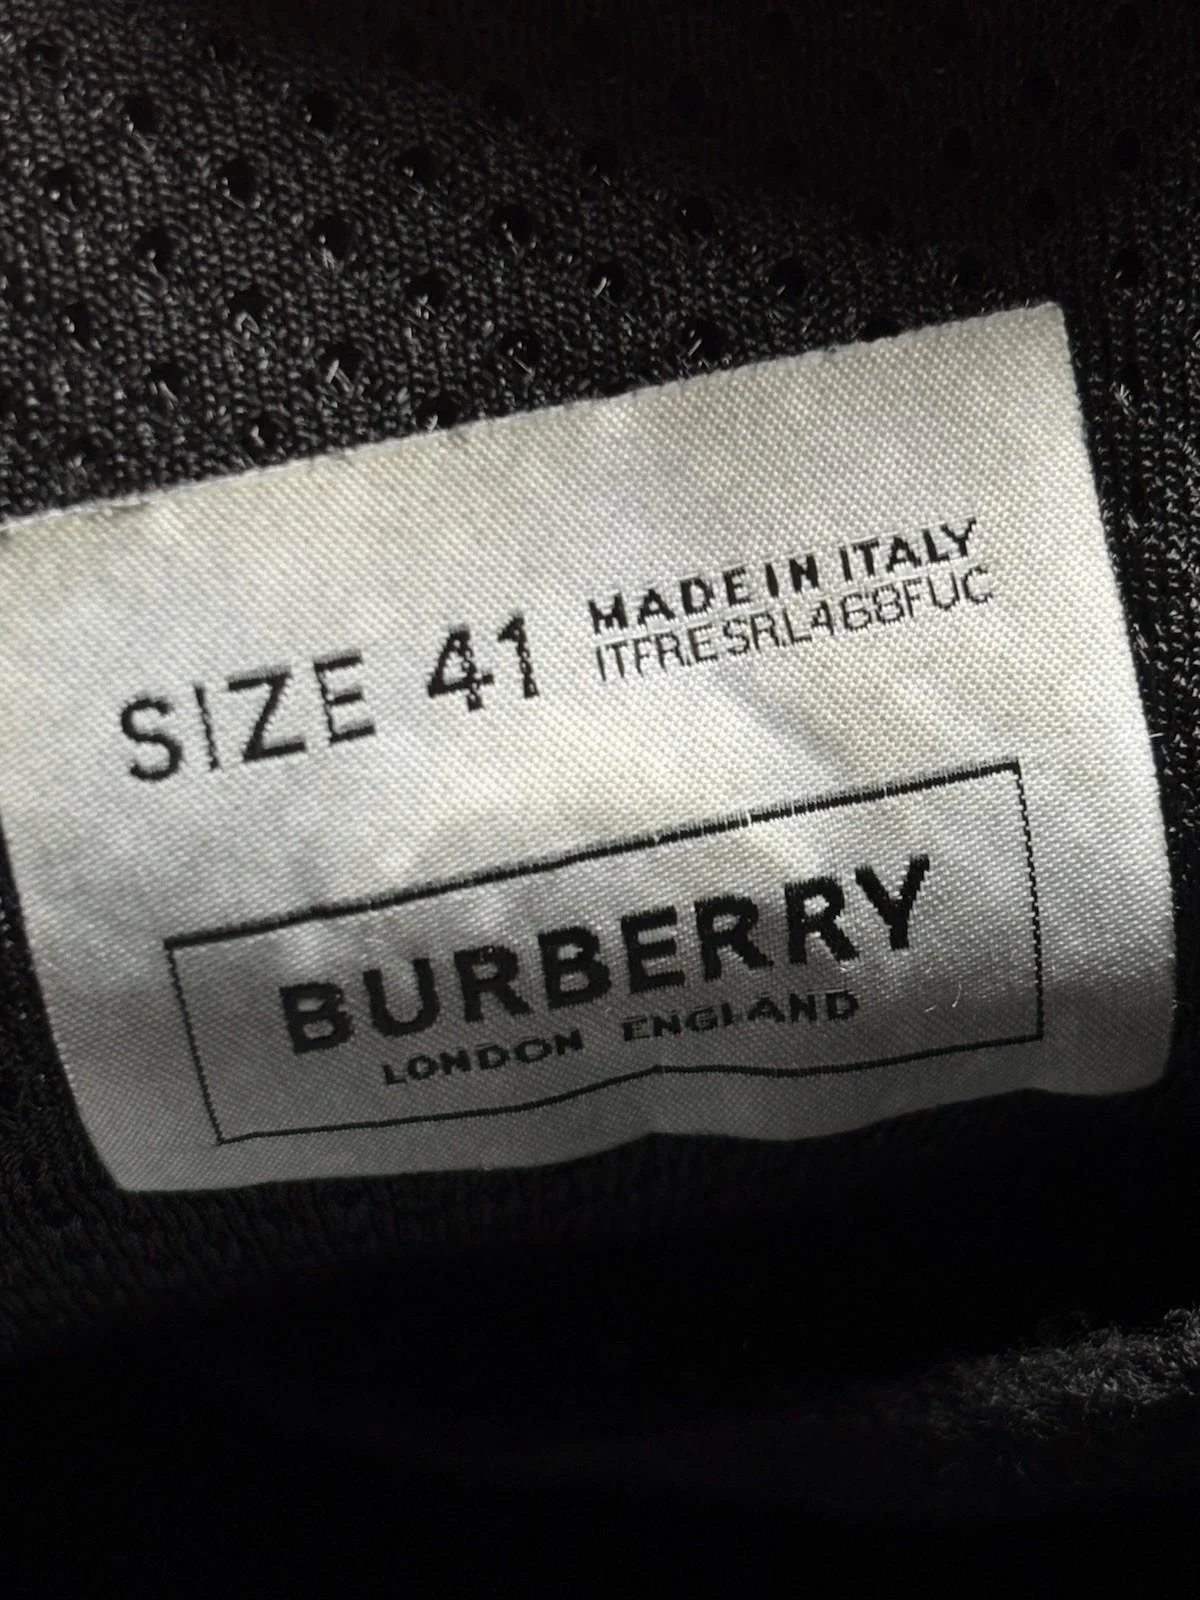 SIZE 41
MADE IN ITALY
ITFRESRL468FUC
BURBERRY
LONDON ENGLAND